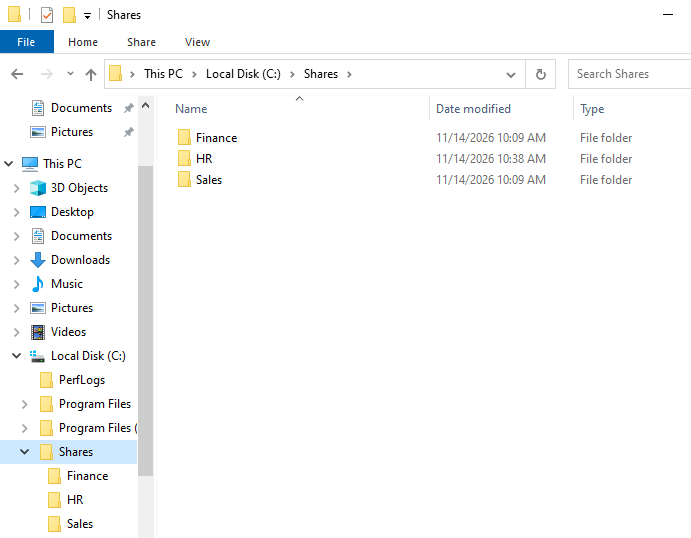 Shares
File Home Share View
This PC Local Disk (C:) Shares Search Shares
Name Date modified Type
Finance 11/14/2026 10:09 AM File folder
HR 11/14/2026 10:38 AM File folder
Sales 11/14/2026 10:09 AM File folder
Documents
Pictures
This PC
3D Objects
Desktop
Documents
Downloads
Music
Pictures
Videos
Local Disk (C:)
PerfLogs
Program Files
Program Files (
Shares
Finance
HR
Sales